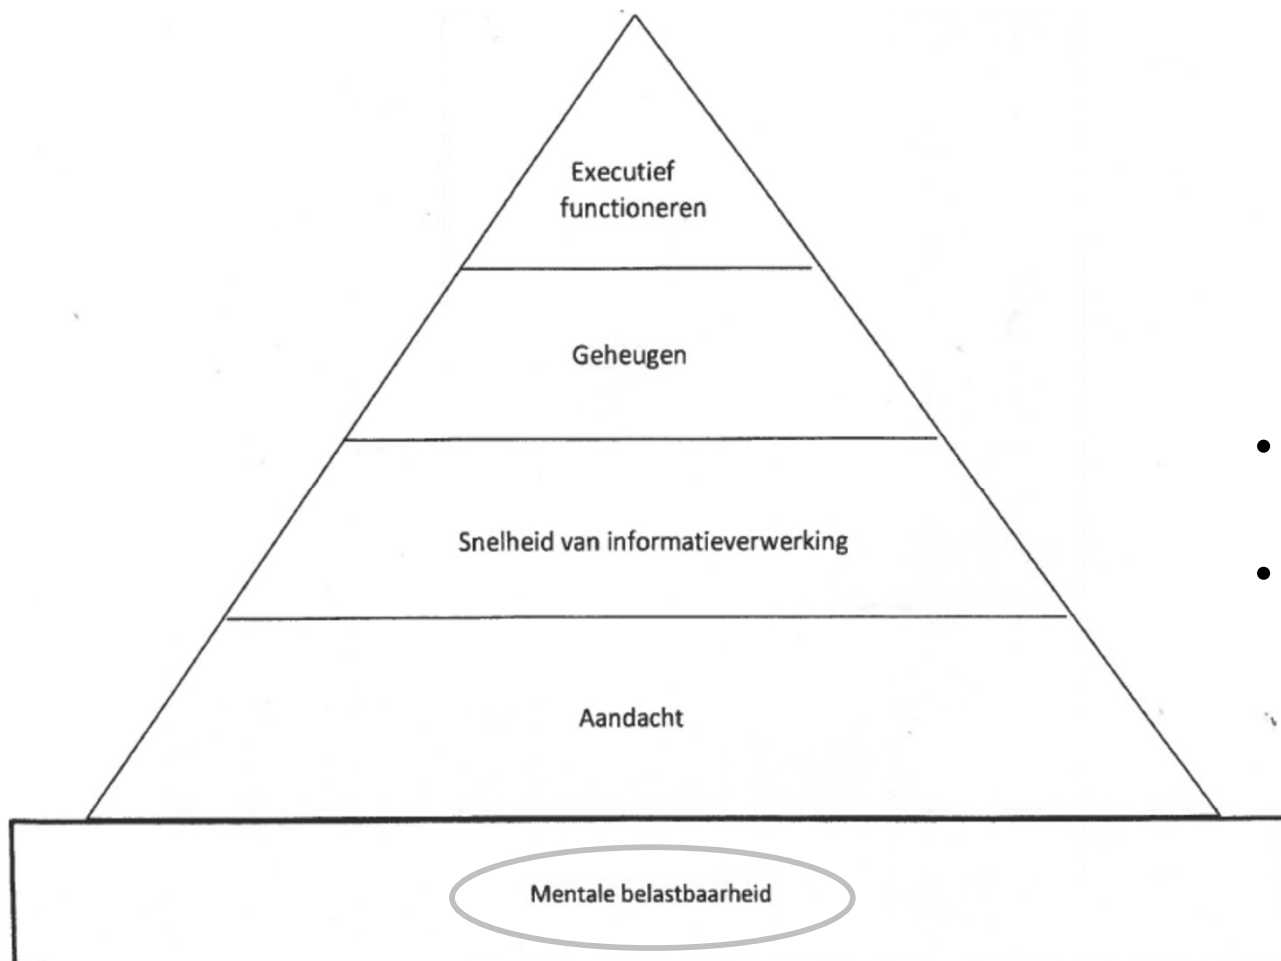 Executief
functioneren
Geheugen
Snelheid van informatieverwerking
Aandacht
Mentale belastbaarheid